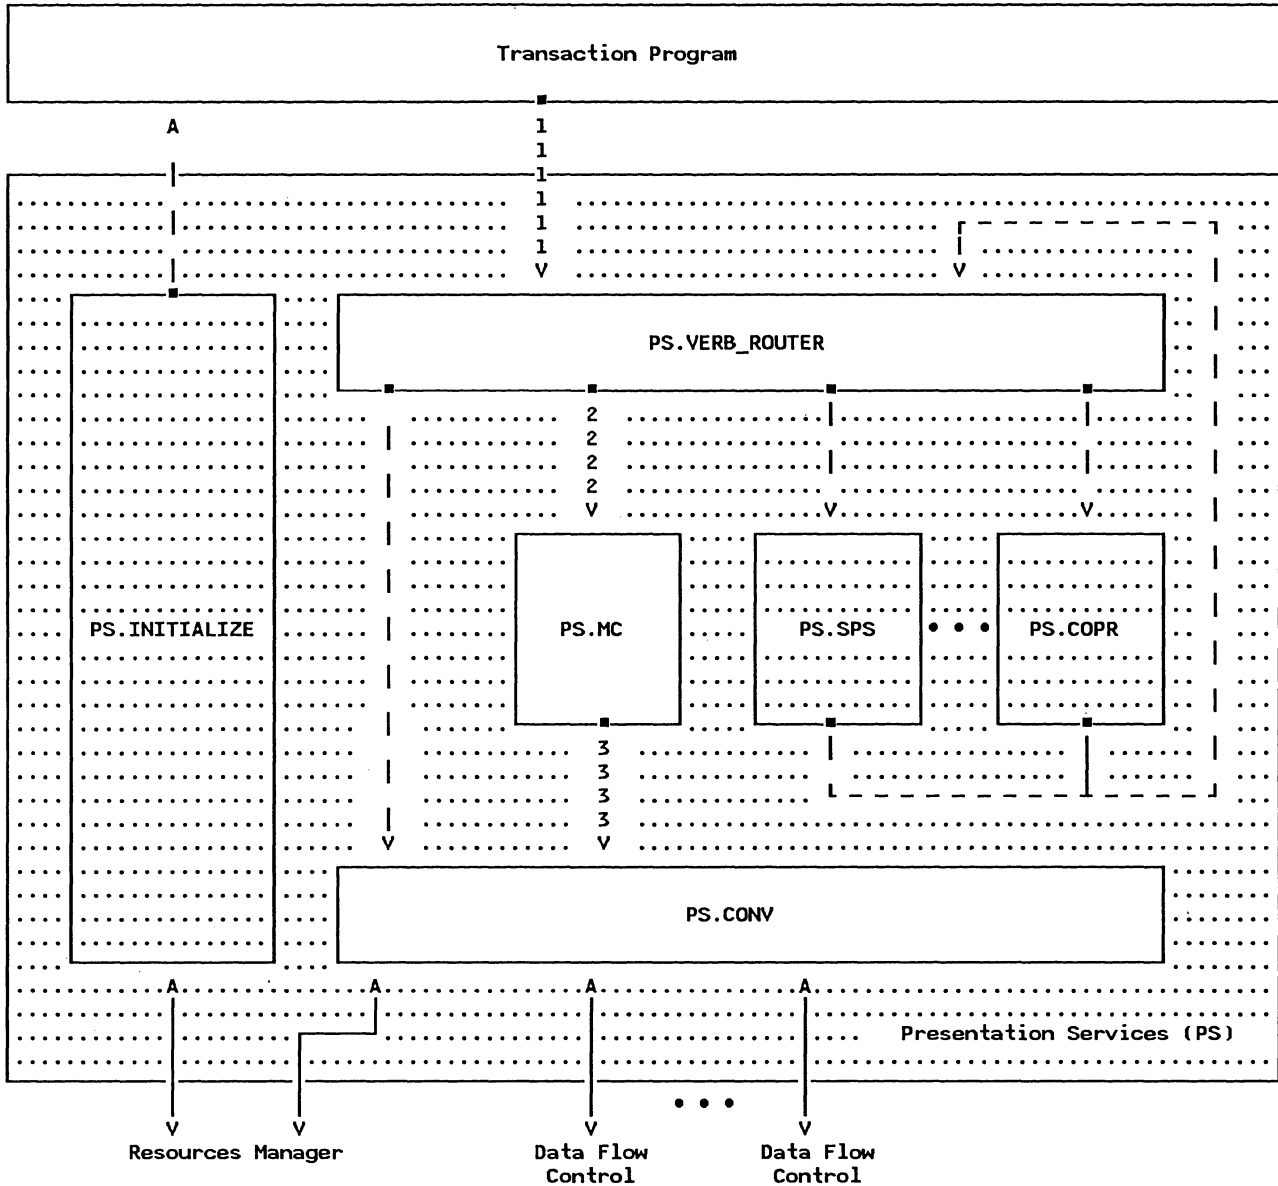 Transaction Program
A
1
1
1
1
1
1
V
V
PS.VERB_ROUTER
2
2
2
2
V
V
V
PS.INITIALIZE
PS.MC
PS.SPS
PS.COPR
3
3
3
3
V
V
PS.CONV
A
A
A
A
Presentation Services (PS)
V
V
V
V
Resources Manager
Data Flow
Control
Data Flow
Control